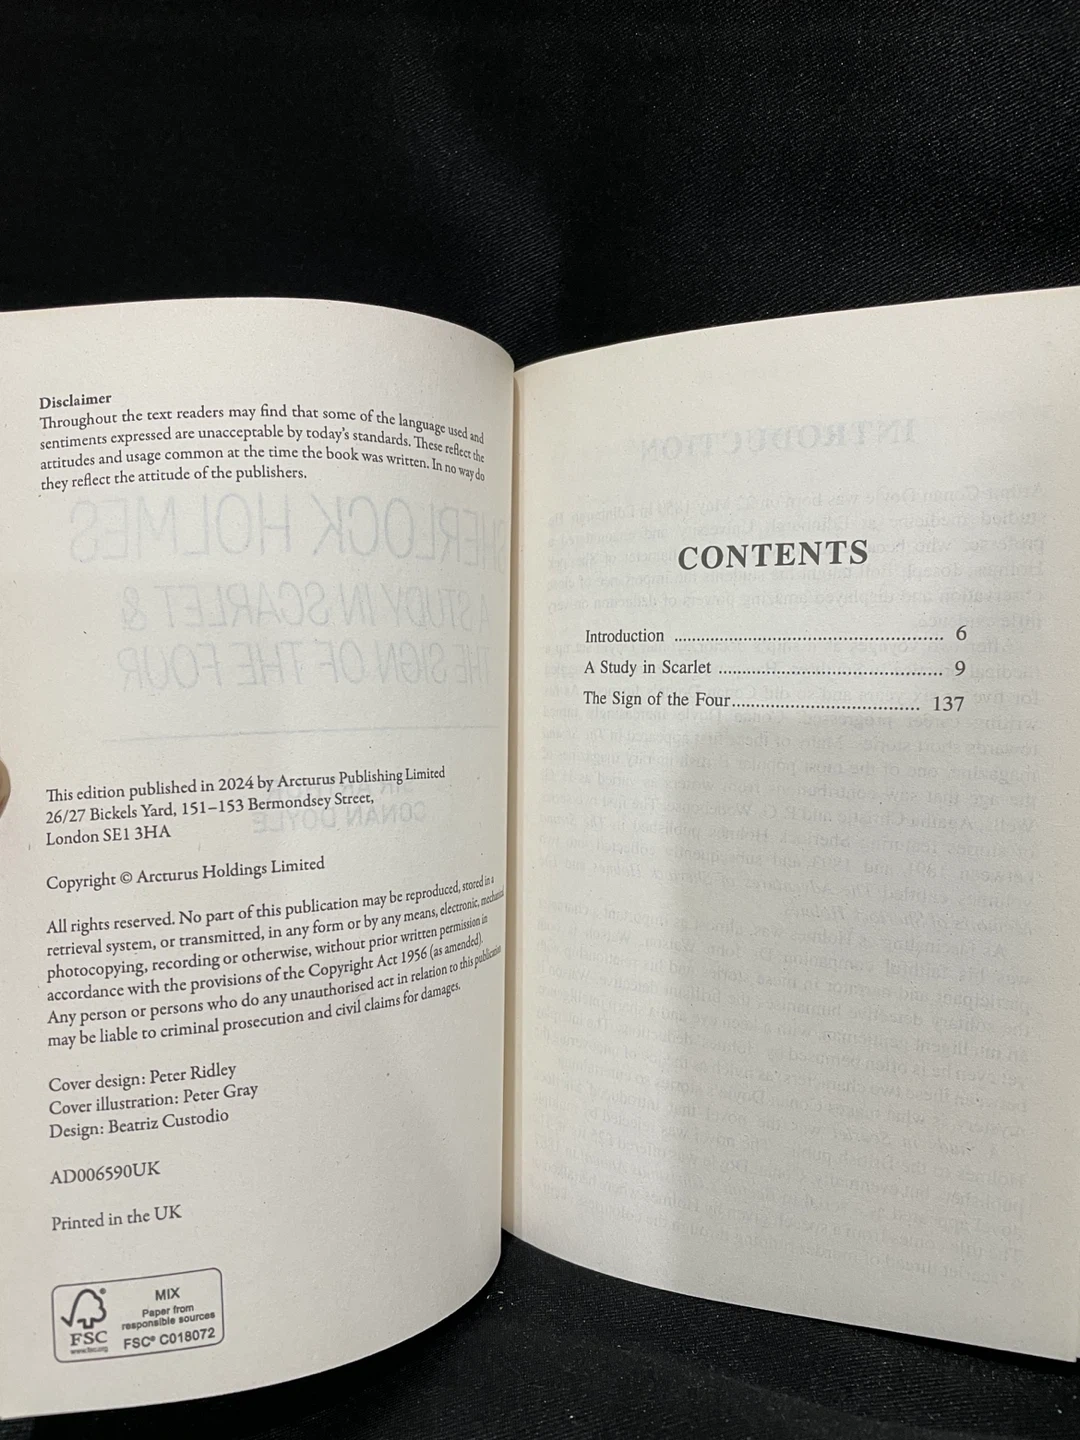 Disclaimer
Throughout the text readers may find that some of the language used and
sentiments expressed are unacceptable by today's standards. These reflect the
attitudes and usage common at the time the book was written. In no way do
they reflect the attitude of the publishers.
This edition published in 2024 by Arcturus Publishing Limited
26/27 Bickels Yard, 151–153 Bermondsey Street,
London SE1 3HA
Copyright © Arcturus Holdings Limited
All rights reserved. No part of this publication may be reproduced, stored in a
retrieval system, or transmitted, in any form or by any means, electronic, mechanical
photocopying, recording or otherwise, without prior written permission in
accordance with the provisions of the Copyright Act 1956 (as amended).
Any person or persons who do any unauthorised act in relation to this publication
may be liable to criminal prosecution and civil claims for damages.
Cover design: Peter Ridley
Cover illustration: Peter Gray
Design: Beatriz Custodio
AD006590UK
Printed in the UK
FSC
www.fsc.org
MIX
Paper from
responsible sources
FSC® C018072
CONTENTS
Introduction ................................................ 6
A Study in Scarlet ........................................ 9
The Sign of the Four.................................. 137